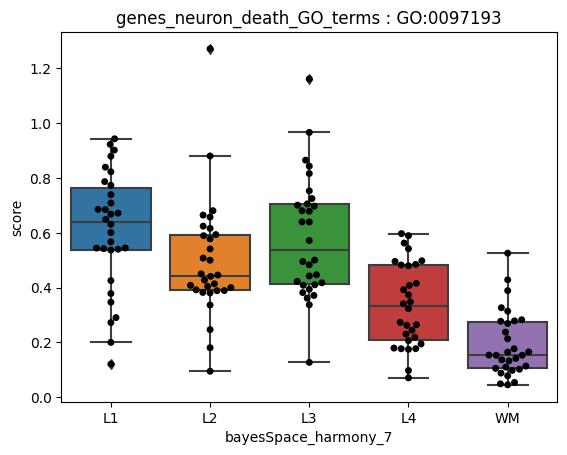 genes_neuron_death_GO_terms : GO:0097193
1.2
1.0
0.8
0.6
0.4
0.2
0.0
score
L1 L2 L3 L4 WM
bayesSpace_harmony_7